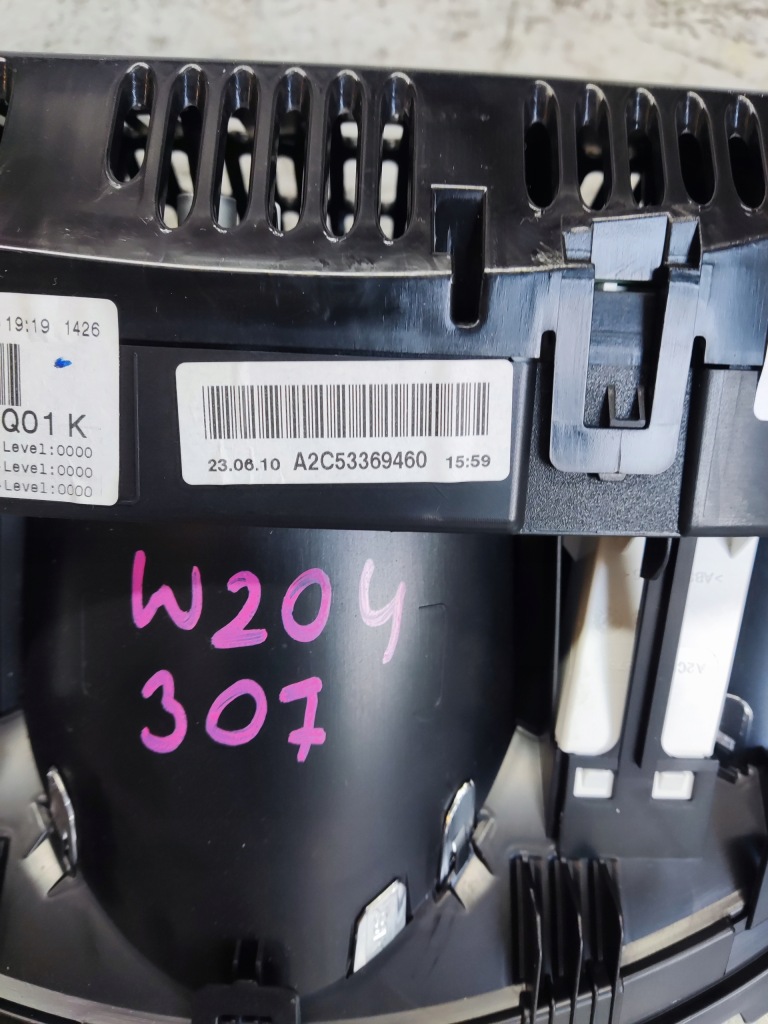 19:19 1426
Q01 K
Level:0000
Level:0000
Level:0000
23.06.10 A2C53369460 15:59
W204
307